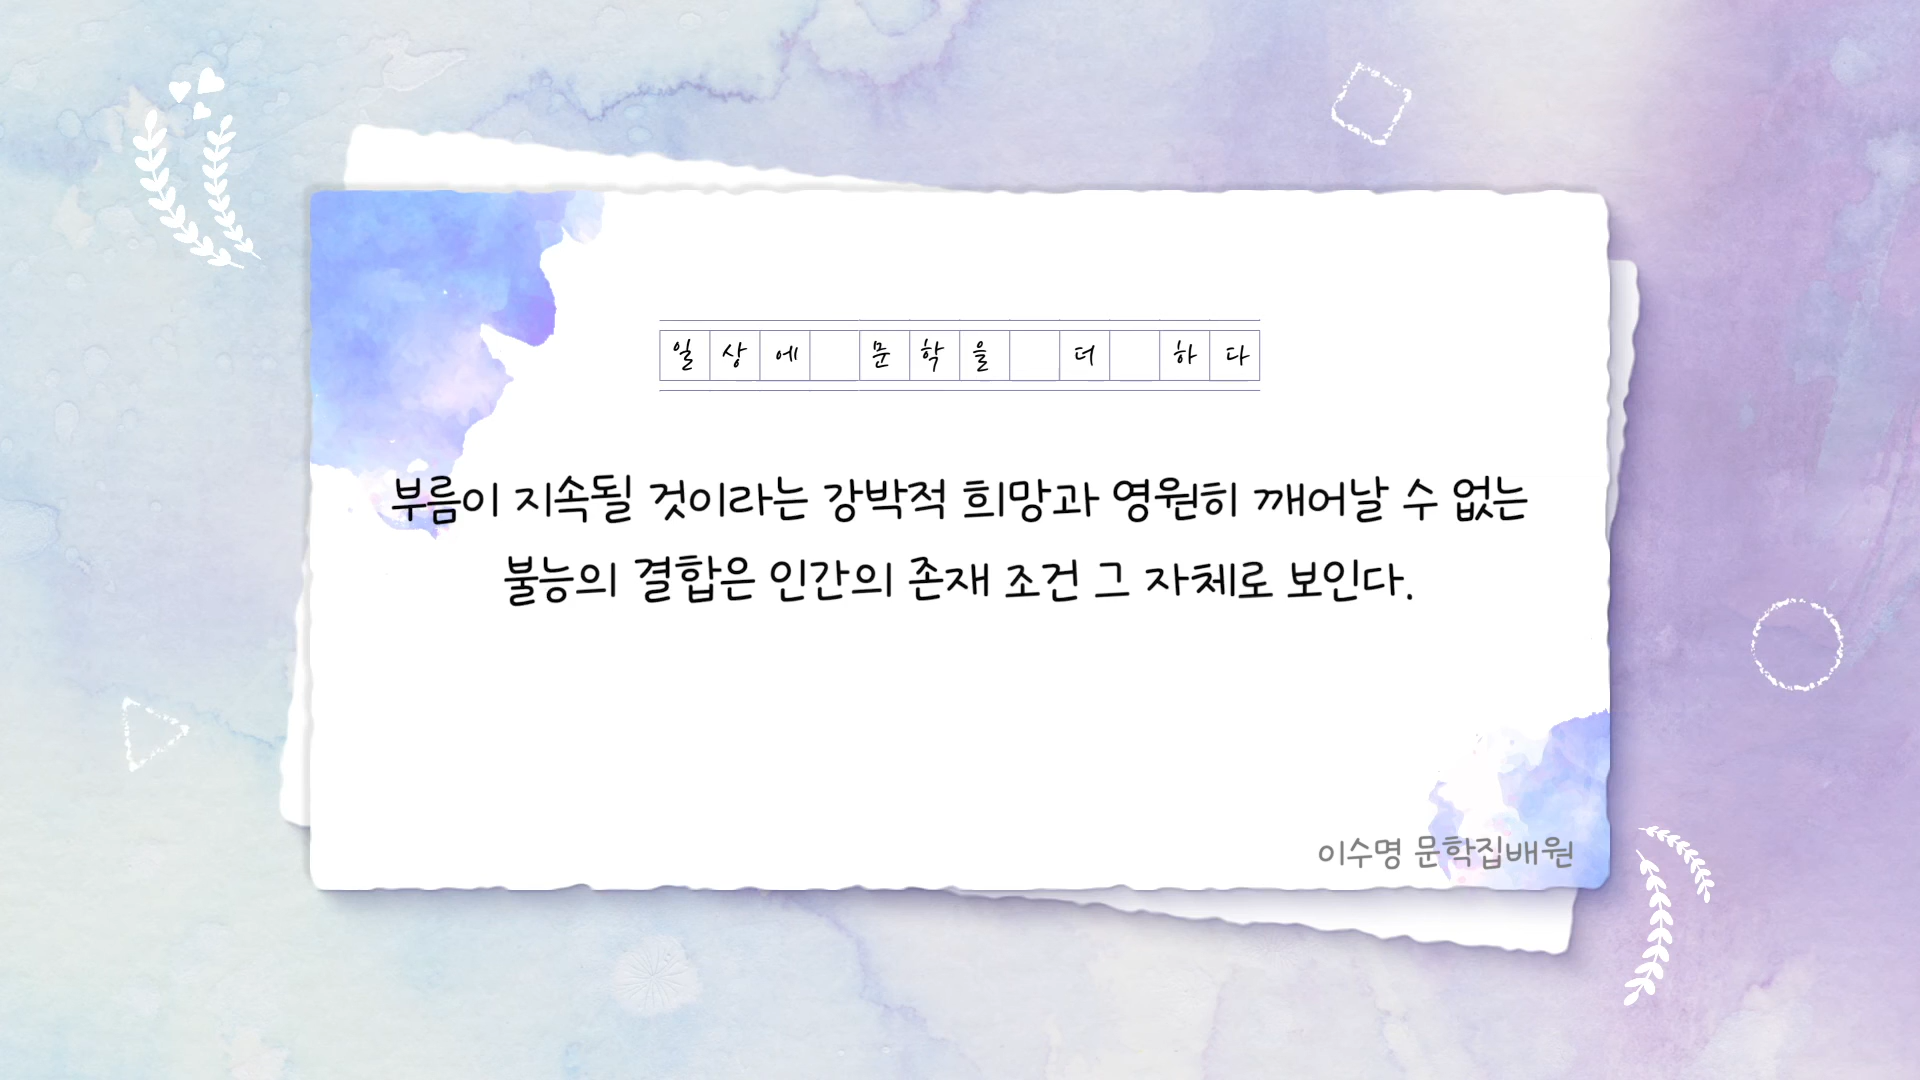 일상에 문학을 더 하다
부름이 지속될 것이라는 강박적 희망과 영원히 깨어날 수 없는
불능의 결합은 인간의 존재 조건 그 자체로 보인다.
이수명 문학집배원